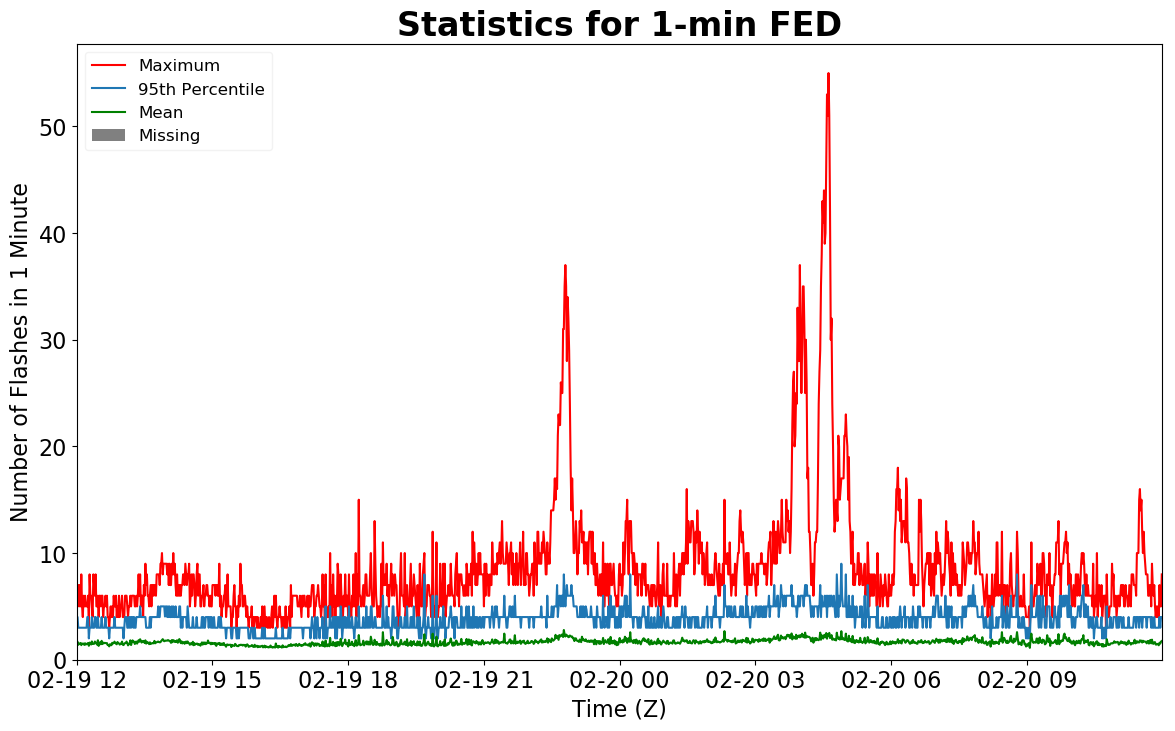 Statistics for 1-min FED
Maximum
95th Percentile
Mean
Missing
Number of Flashes in 1 Minute
50
40
30
20
10
0
02-19 12 02-19 15 02-19 18 02-19 21 02-20 00 02-20 03 02-20 06 02-20 09
Time (Z)